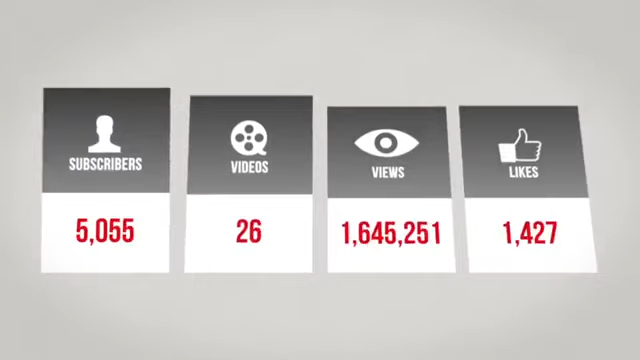 SUBSCRIBERS
5,055
VIDEOS
26
VIEWS
1,645,251
LIKES
1,427